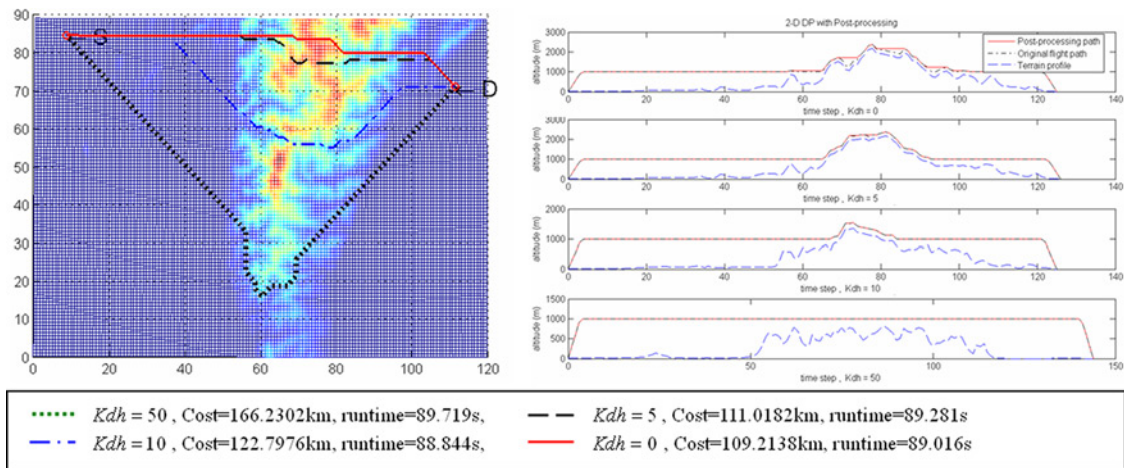 90
80
70
60
50
40
30
20
10
0
0 20 40 60 80 100 120
S
D
2-D DP with Post-processing
Post-processing path
Original flight path
Terrain profile
altitude (m)
3000
2000
1000
0
0 20 40 60 80 100 120 140
time step , Kdh = 0
altitude (m)
3000
2000
1000
0
0 20 40 60 80 100 120 140
time step , Kdh = 5
altitude (m)
2000
1000
0
0 20 40 60 80 100 120 140
time step , Kdh = 10
altitude (m)
1500
1000
500
0
0 50 100 150
time step , Kdh = 50
Kdh = 50 , Cost=166.2302km, runtime=89.719s,
Kdh = 5 , Cost=111.0182km, runtime=89.281s
Kdh = 10 , Cost=122.7976km, runtime=88.844s,
Kdh = 0 , Cost=109.2138km, runtime=89.016s